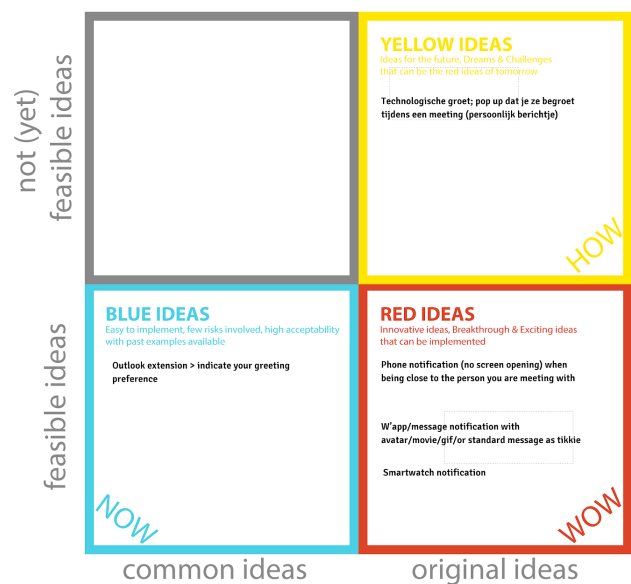 not (yet)
feasible ideas
YELLOW IDEAS
Ideas for the future, Dreams & Challenges
that can be the red ideas of tomorrow
Technologische groet; pop up dat je ze begroet
tijdens een meeting (persoonlijk berichtje)
HOW
feasible ideas
BLUE IDEAS
Easy to implement, few risks involved, high acceptability
with past examples available
Outlook extension > indicate your greeting
preference
NOW
RED IDEAS
Innovative ideas, Breakthrough & Exciting ideas
that can be implemented
Phone notification (no screen opening) when
being close to the person you are meeting with
W'app/message notification with
avatar/movie/gif/or standard message as tikkie
Smartwatch notification
WOW
common ideas
original ideas